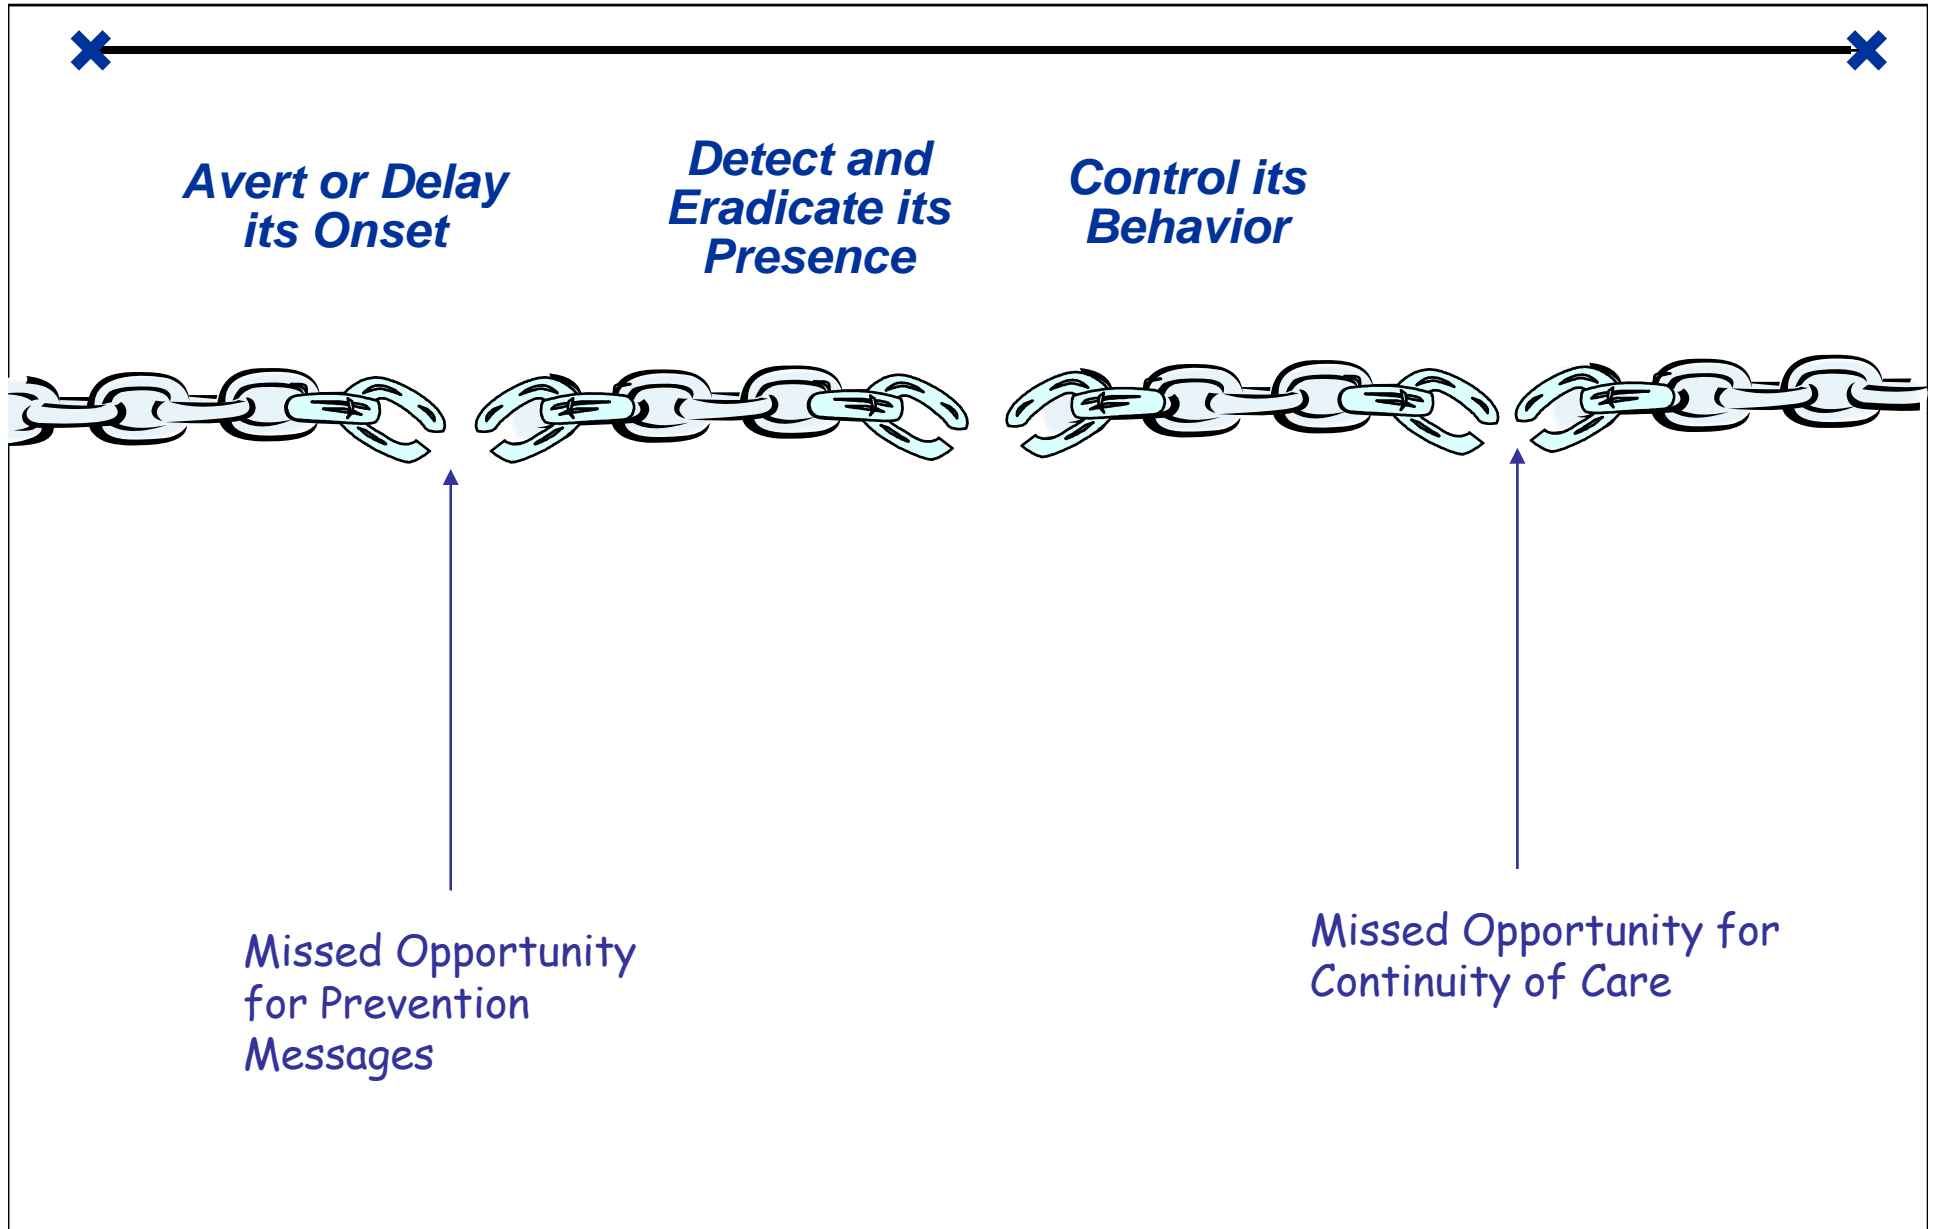 Avert or Delay
its Onset
Detect and
Eradicate its
Presence
Control its
Behavior
Missed Opportunity
for Prevention
Messages
Missed Opportunity for
Continuity of Care